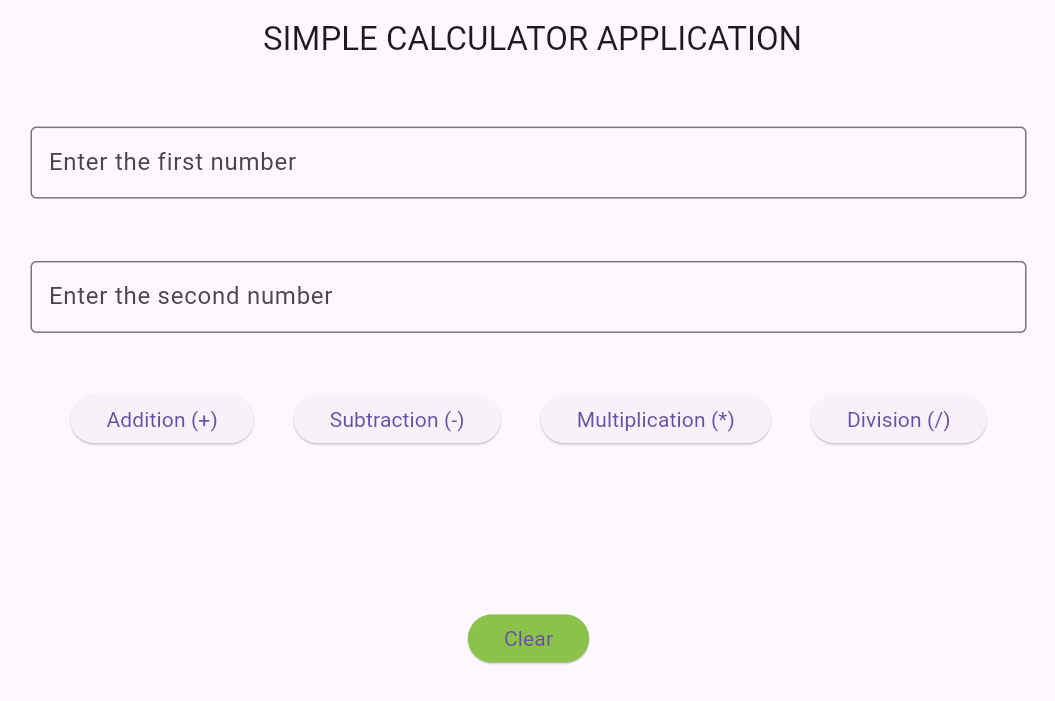 SIMPLE CALCULATOR APPLICATION
Enter the first number
Enter the second number
Addition (+) Subtraction (-) Multiplication (*) Division (/)
Clear